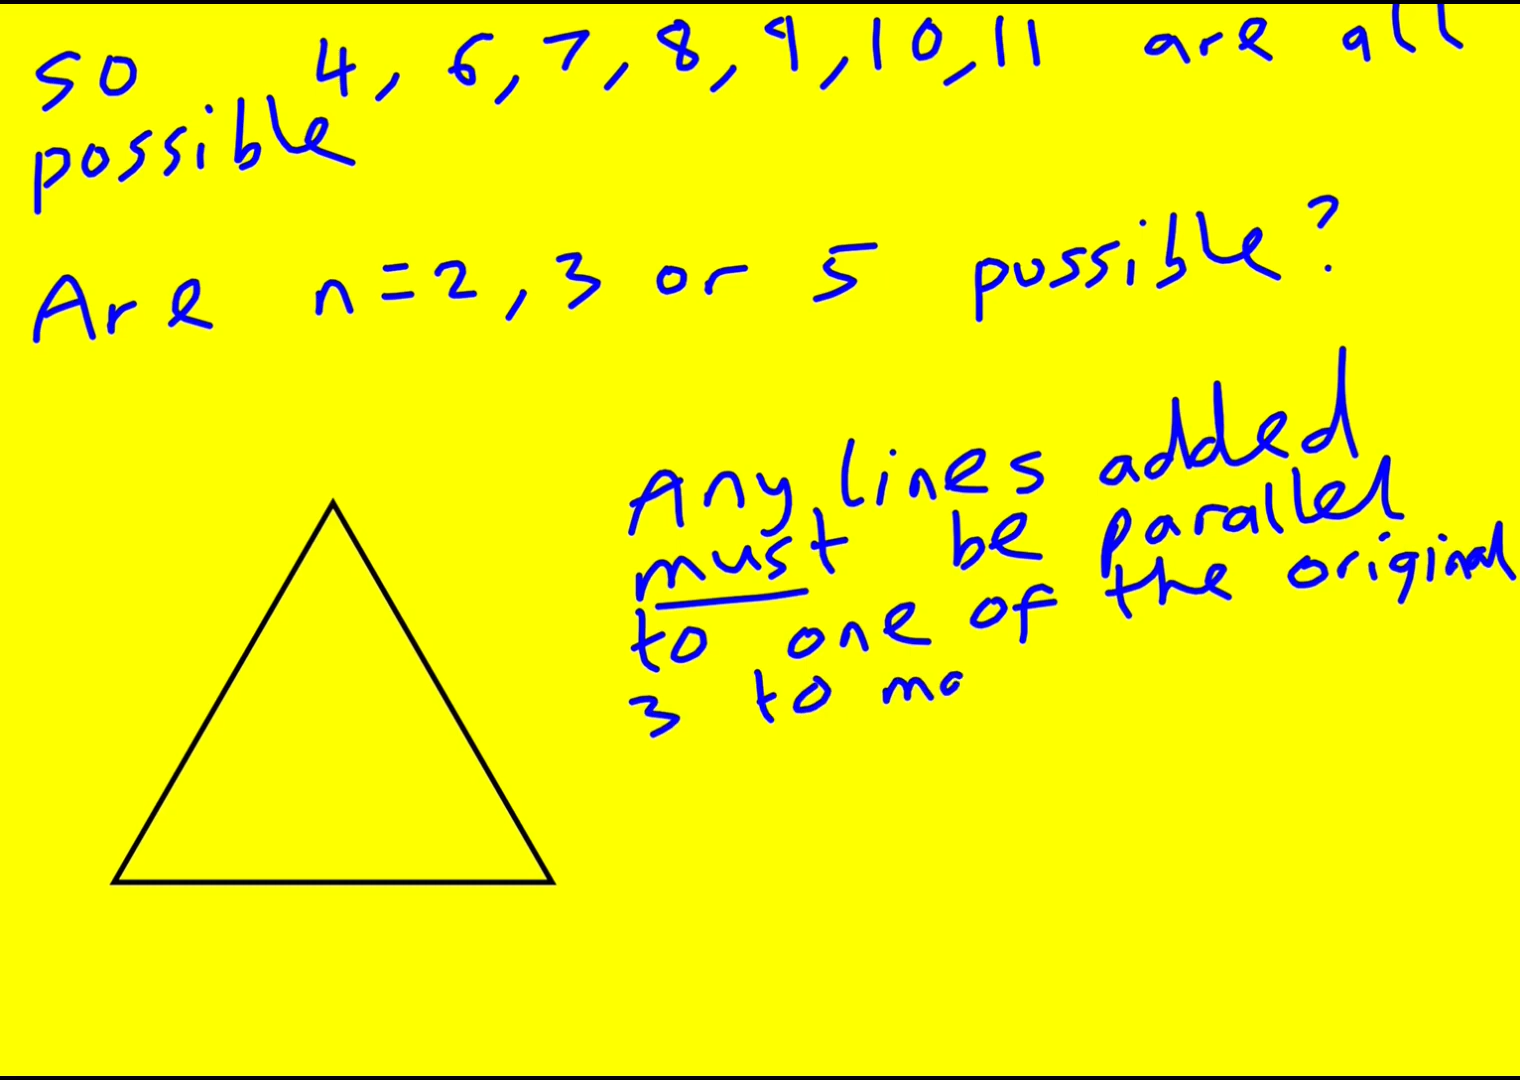 so 4, 6, 7, 8, 9, 10, 11 are all
possible
Are n=2, 3 or 5 possible?
Any lines added
must be parallel
to one of the original
3 to ma